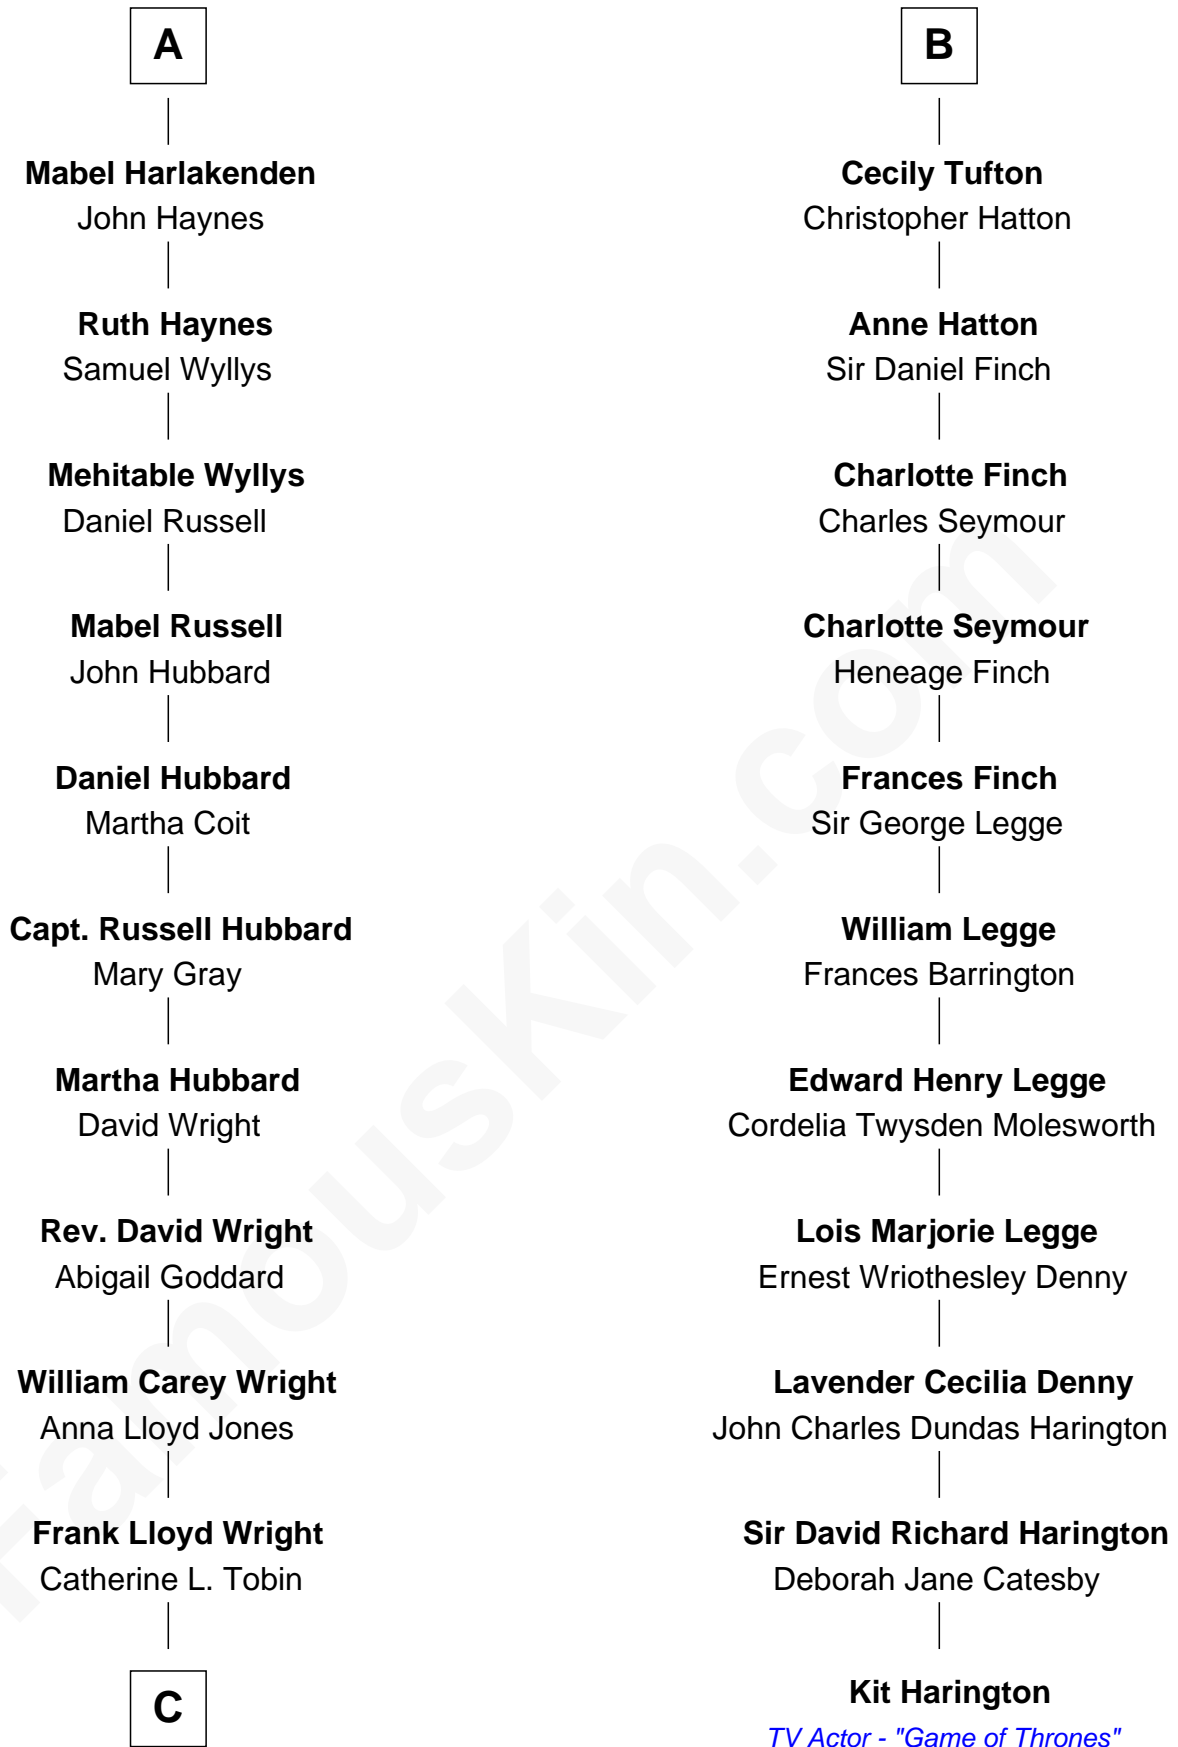 A
Mabel Harlakenden
John Haynes
Ruth Haynes
Samuel Wyllys
Mehitable Wyllys
Daniel Russell
Mabel Russell
John Hubbard
Daniel Hubbard
Martha Coit
Capt. Russell Hubbard
Mary Gray
Martha Hubbard
David Wright
Rev. David Wright
Abigail Goddard
William Carey Wright
Anna Lloyd Jones
Frank Lloyd Wright
Catherine L. Tobin
C
B
Cecily Tufton
Christopher Hatton
Anne Hatton
Sir Daniel Finch
Charlotte Finch
Charles Seymour
Charlotte Seymour
Heneage Finch
Frances Finch
Sir George Legge
William Legge
Frances Barrington
Edward Henry Legge
Cordelia Twysden Molesworth
Lois Marjorie Legge
Ernest Wriothesley Denny
Lavender Cecilia Denny
John Charles Dundas Harington
Sir David Richard Harington
Deborah Jane Catesby
Kit Harington
TV Actor - "Game of Thrones"
FamousKin.com